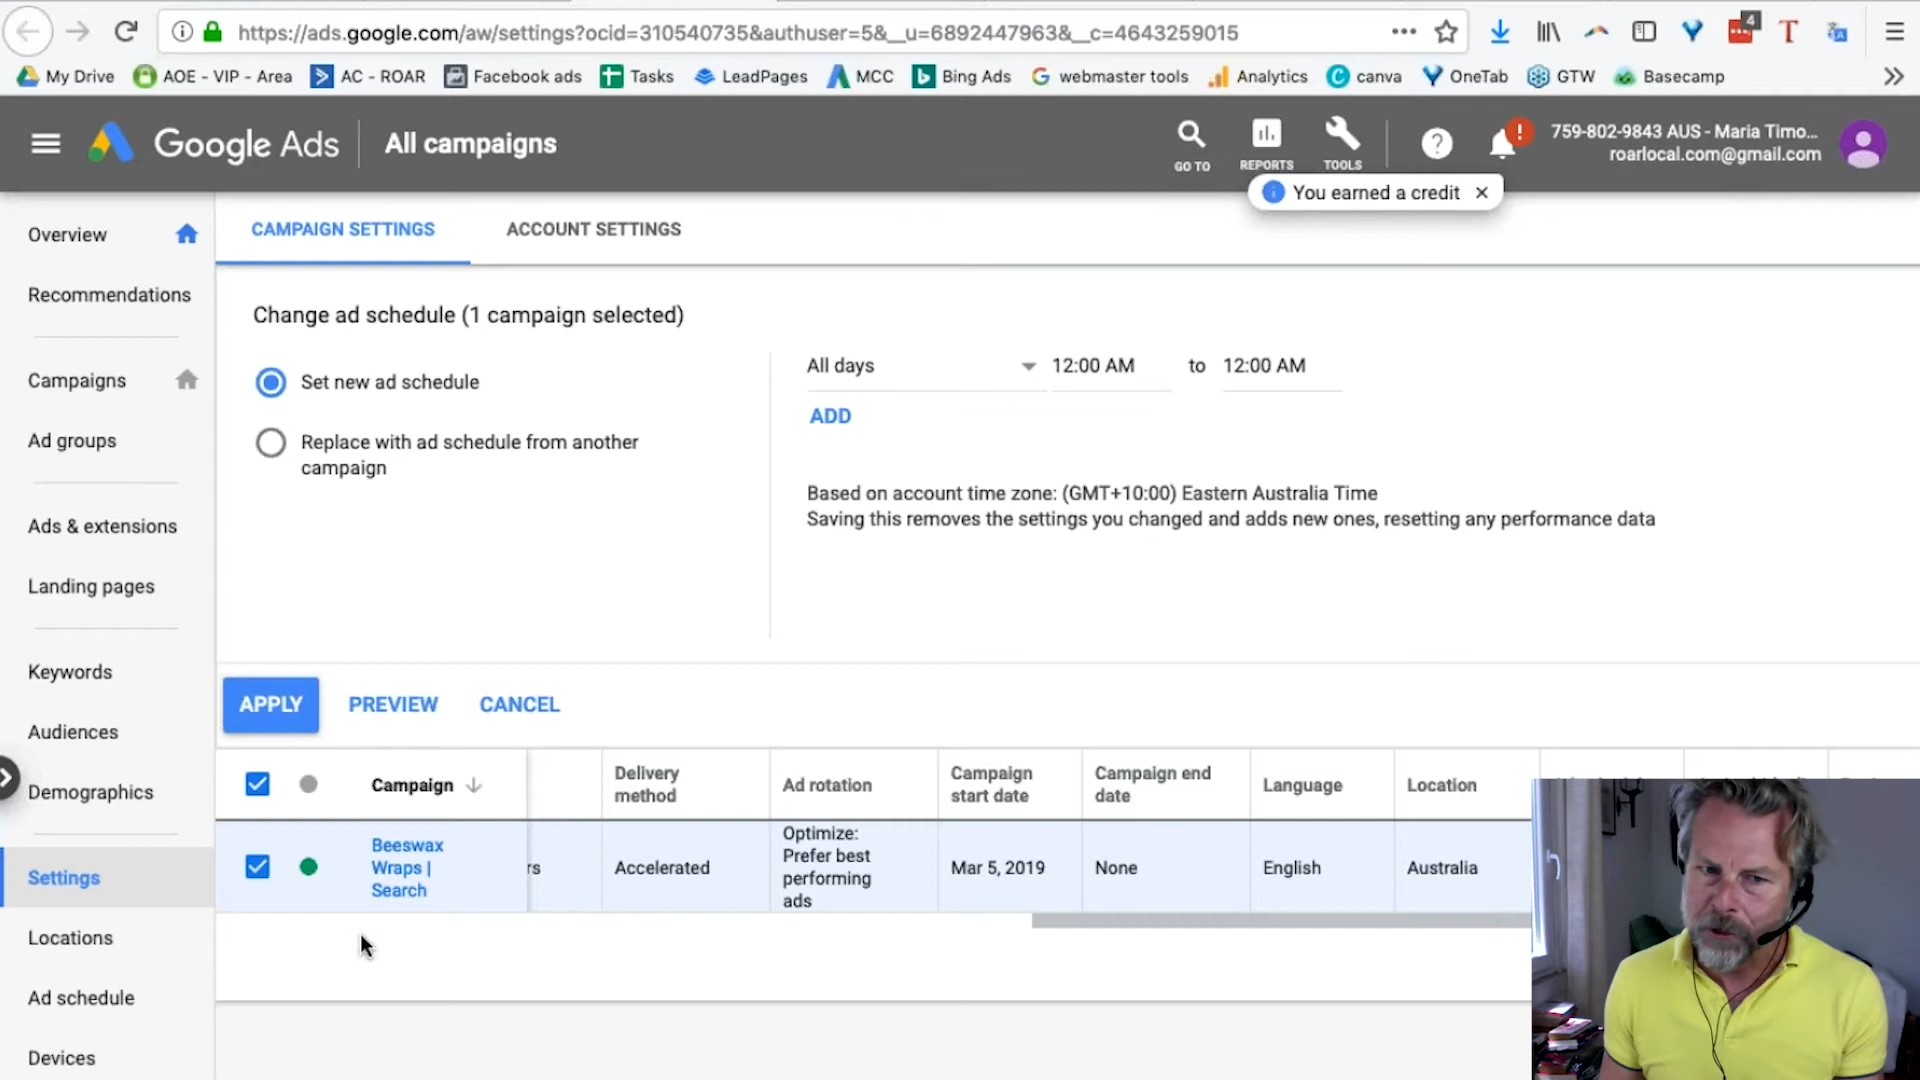 https://ads.google.com/aw/settings?ocid=310540735&authuser=5&__u=6892447963&__c=4643259015
4
T
My Drive
AOE - VIP - Area
AC - ROAR
Facebook ads
Tasks
LeadPages
MCC
Bing Ads
webmaster tools
Analytics
canva
OneTab
GTW
Basecamp
Google Ads
All campaigns
GO TO
REPORTS
TOOLS
759-802-9843 AUS - Maria Timo...
roarlocal.com@gmail.com
You earned a credit
Overview
Recommendations
Campaigns
Ad groups
Ads & extensions
Landing pages
Keywords
Audiences
Demographics
Settings
Locations
Ad schedule
Devices
CAMPAIGN SETTINGS
ACCOUNT SETTINGS
Change ad schedule (1 campaign selected)
Set new ad schedule
Replace with ad schedule from another
campaign
All days
12:00 AM to 12:00 AM
ADD
Based on account time zone: (GMT+10:00) Eastern Australia Time
Saving this removes the settings you changed and adds new ones, resetting any performance data
APPLY
PREVIEW
CANCEL
Campaign
Delivery
method
Ad rotation
Campaign
start date
Campaign end
date
Language
Location
Beeswax
Wraps |
Search
rs
Accelerated
Optimize:
Prefer best
performing
ads
Mar 5, 2019
None
English
Australia